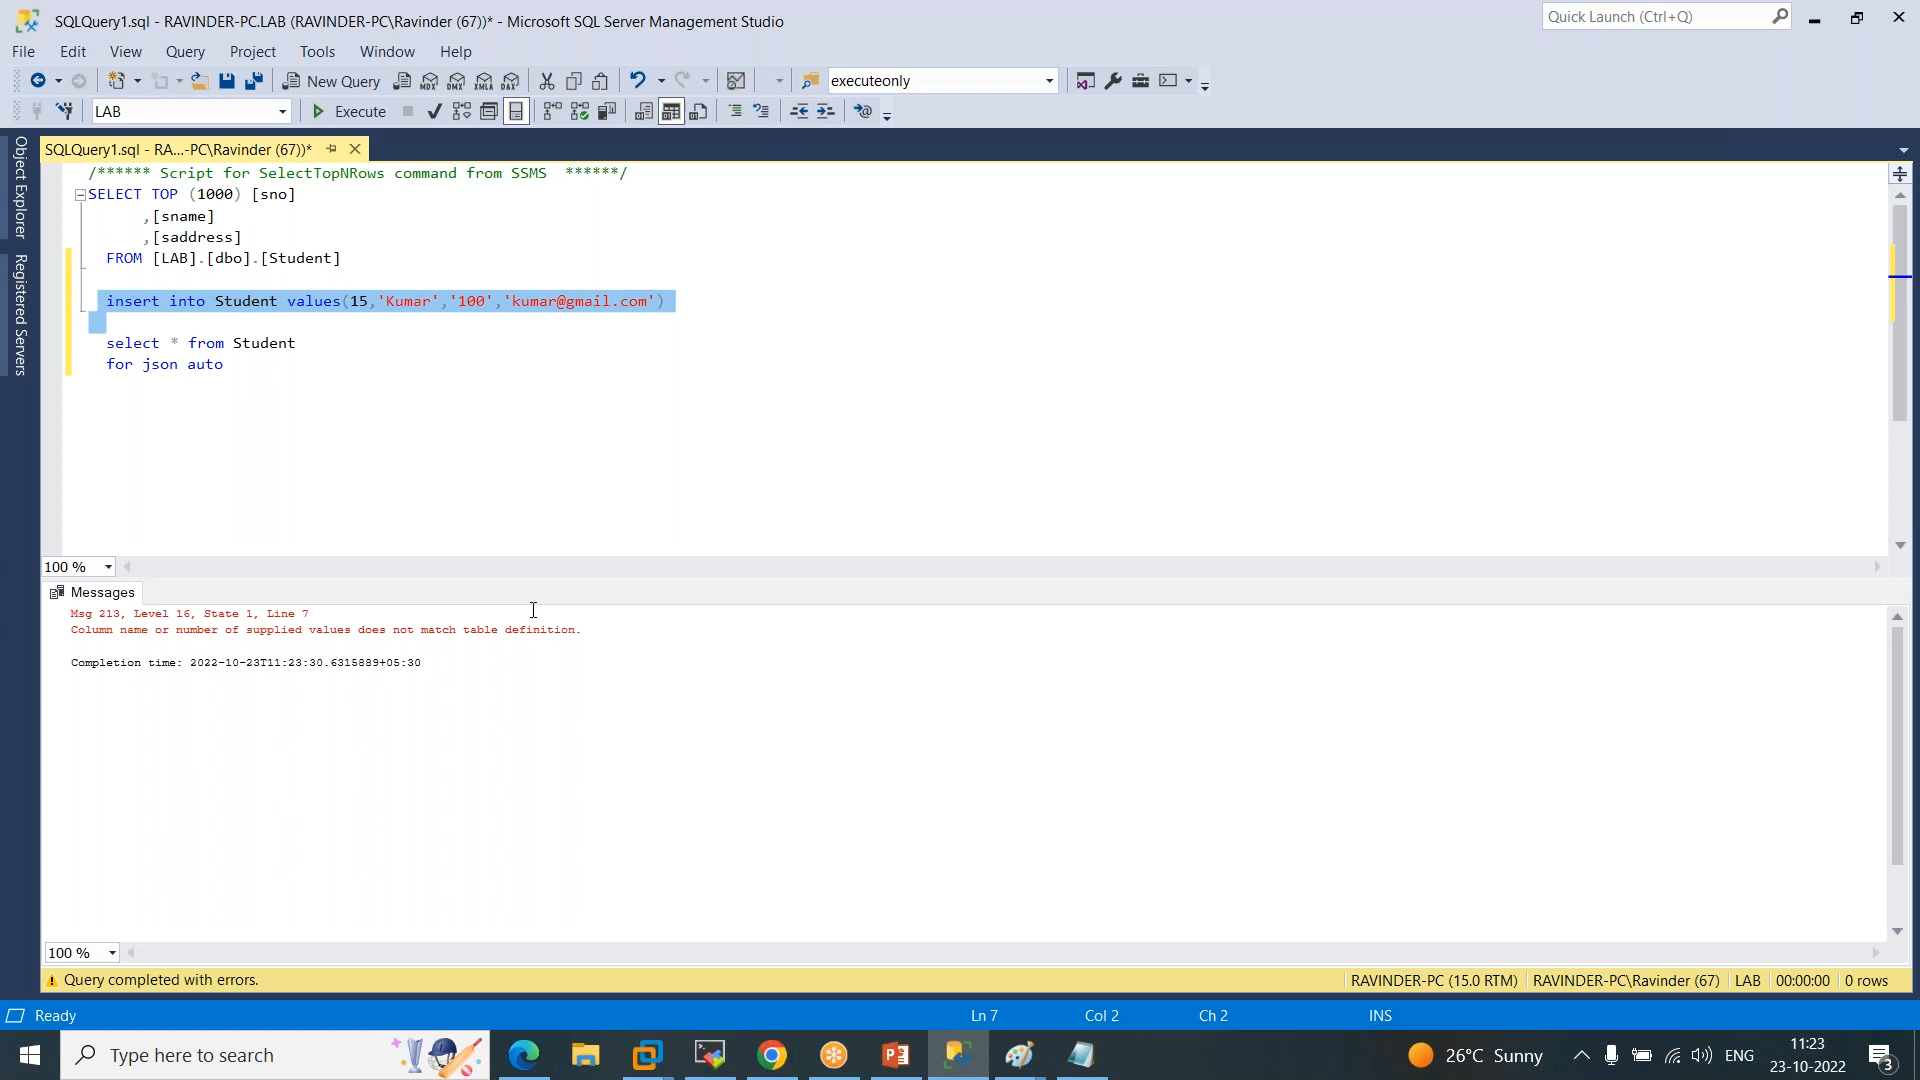 SQLQuery1.sql - RAVINDER-PC.LAB (RAVINDER-PC\Ravinder (67))* - Microsoft SQL Server Management Studio
Quick Launch (Ctrl+Q)
File Edit View Query Project Tools Window Help
New Query MDX DMX XMLA DAX executeonly
LAB Execute
SQLQuery1.sql - RA...-PC\Ravinder (67))*
Object Explorer
Registered Servers
/****** Script for SelectTopNRows command from SSMS  ******/
SELECT TOP (1000) [sno]
,[sname]
,[saddress]
FROM [LAB].[dbo].[Student]
insert into Student values(15,'Kumar','100','kumar@gmail.com')
select * from Student
for json auto
100 %
Messages
Msg 213, Level 16, State 1, Line 7
Column name or number of supplied values does not match table definition.
Completion time: 2022-10-23T11:23:30.6315889+05:30
100 %
Query completed with errors. RAVINDER-PC (15.0 RTM) RAVINDER-PC\Ravinder (67) LAB 00:00:00 0 rows
Ready Ln 7 Col 2 Ch 2 INS
Type here to search 26°C Sunny ENG 11:23
23-10-2022
3